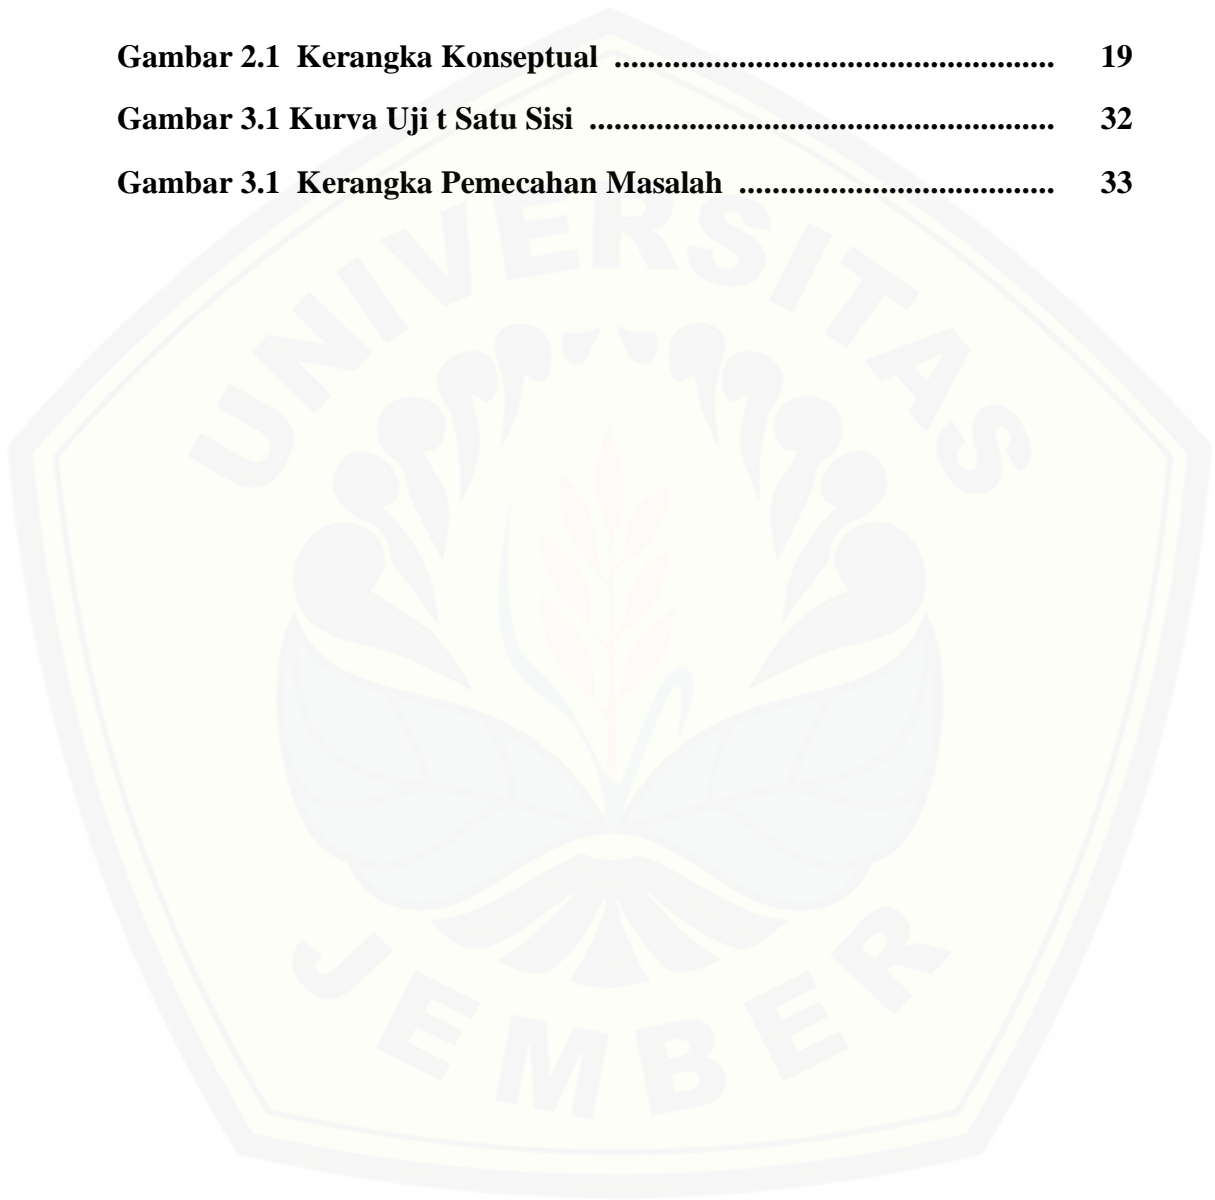 Gambar 2.1 Kerangka Konseptual ..................................................... 19
Gambar 3.1 Kurva Uji t Satu Sisi ........................................................ 32
Gambar 3.1 Kerangka Pemecahan Masalah ...................................... 33
UNIVERSITAS
JEMBER